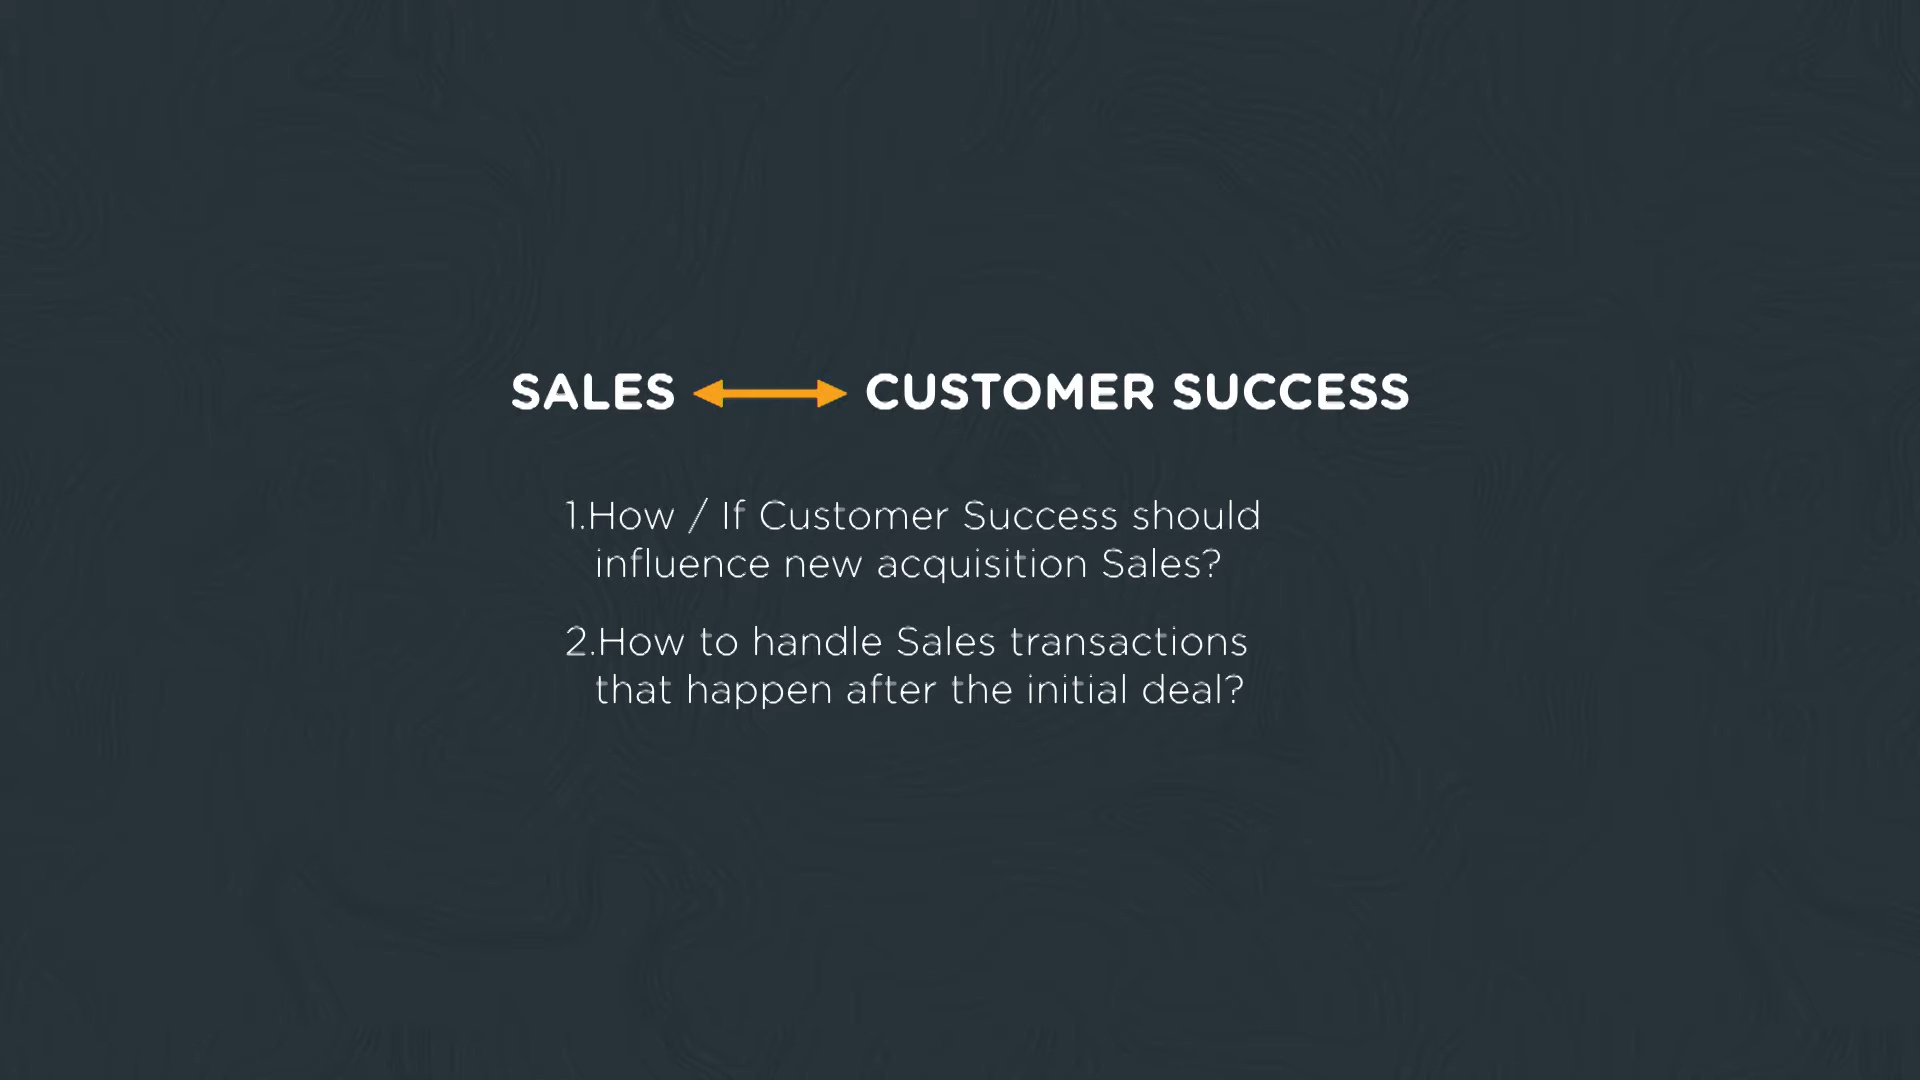 SALES CUSTOMER SUCCESS
1.How / If Customer Success should
influence new acquisition Sales?
2.How to handle Sales transactions
that happen after the initial deal?